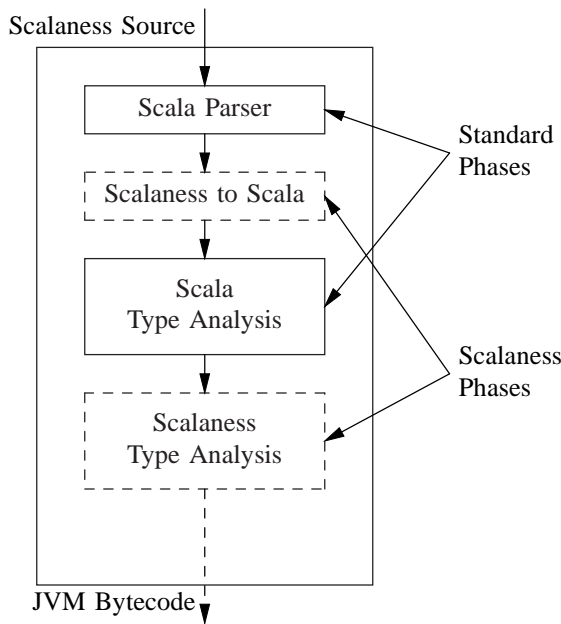 Scalaness Source
Scala Parser
Standard
Phases
Scalaness to Scala
Scala
Type Analysis
Scalaness
Phases
Scalaness
Type Analysis
JVM Bytecode